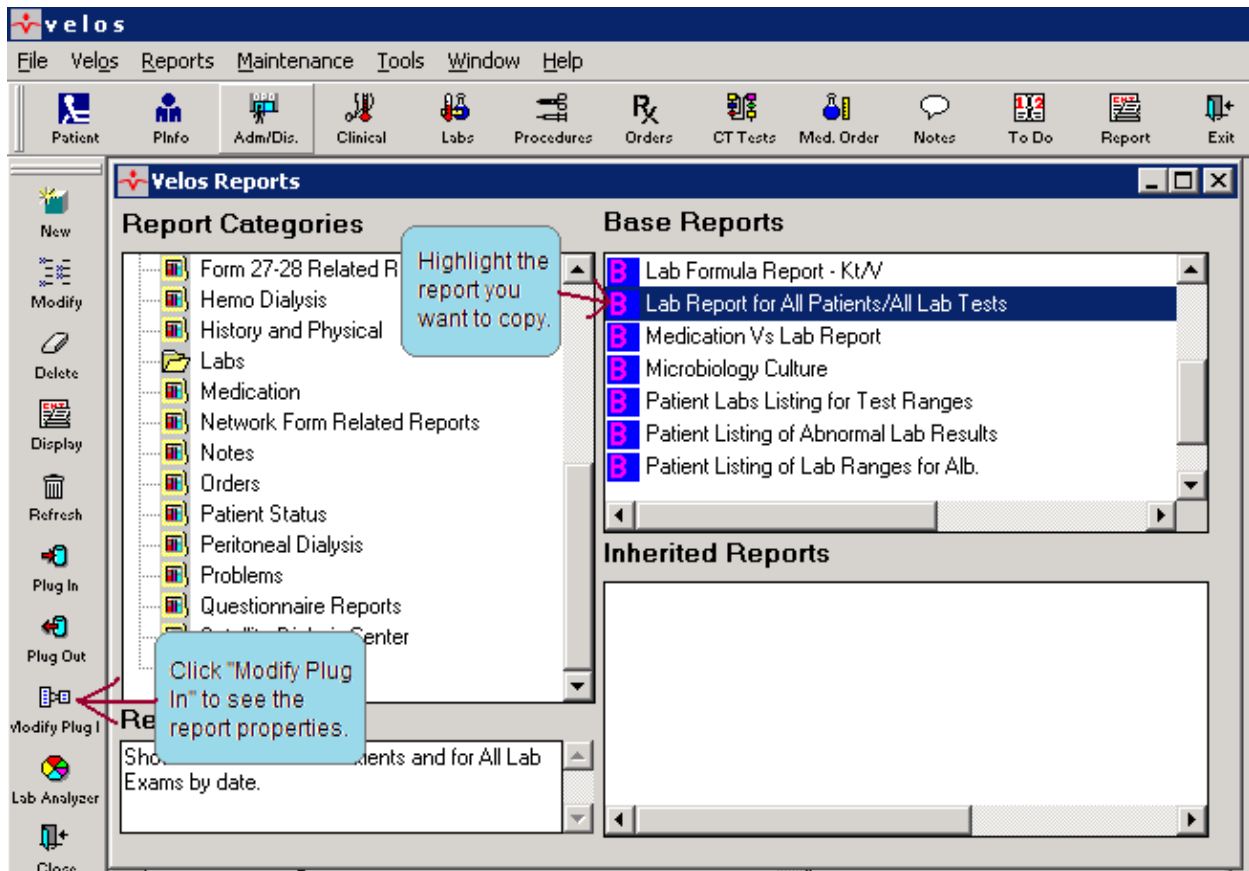 velos
File Velos Reports Maintenance Tools Window Help
Patient PInfo Adm/Dis. Clinical Labs Procedures Orders CT Tests Med. Order Notes To Do Report Exit
New
Modify
Delete
Display
Refresh
Plug In
Plug Out
Modify Plug I
Lab Analyzer
Close
Velos Reports
Report Categories
Form 27-28 Related R
Hemo Dialysis
History and Physical
Labs
Medication
Network Form Related Reports
Notes
Orders
Patient Status
Peritoneal Dialysis
Problems
Questionnaire Reports
Center
Highlight the
report you
want to copy.
Click "Modify Plug
In" to see the
report properties.
Re
Sho ients and for All Lab
Exams by date.
Base Reports
B Lab Formula Report - Kt/V
B Lab Report for All Patients/All Lab Tests
B Medication Vs Lab Report
B Microbiology Culture
B Patient Labs Listing for Test Ranges
B Patient Listing of Abnormal Lab Results
B Patient Listing of Lab Ranges for Alb.
Inherited Reports